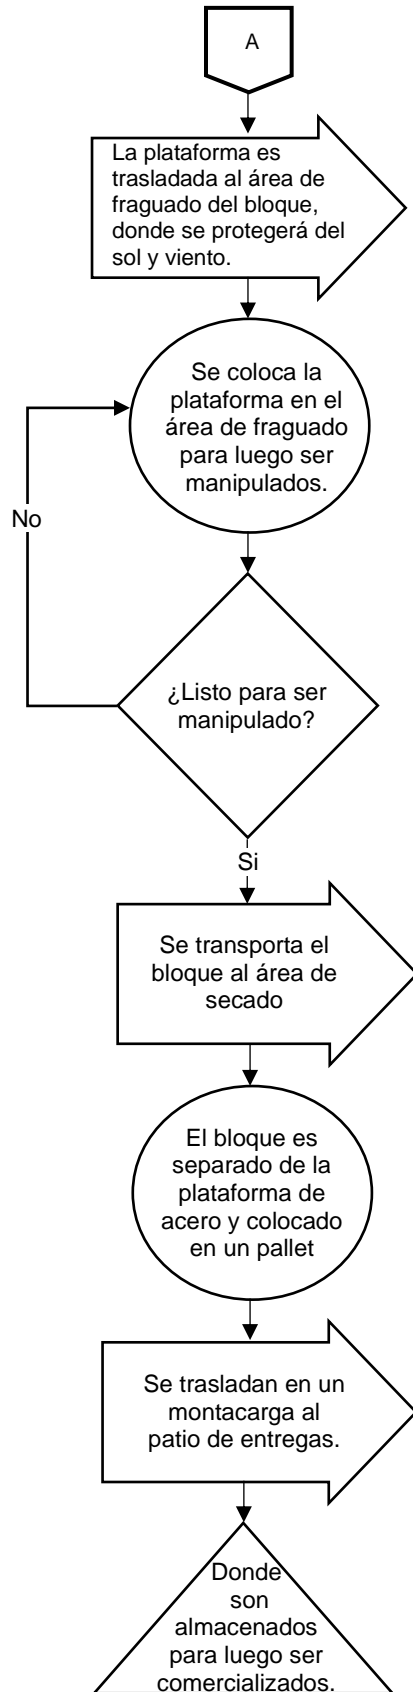 A
La plataforma es
trasladada al área de
fraguado del bloque,
donde se protegerá del
sol y viento.
Se coloca la
plataforma en el
área de fraguado
para luego ser
manipulados.
No
¿Listo para ser
manipulado?
Si
Se transporta el
bloque al área de
secado
El bloque es
separado de la
plataforma de
acero y colocado
en un pallet
Se trasladan en un
montacarga al
patio de entregas.
Donde
son
almacenados
para luego ser
comercializados.